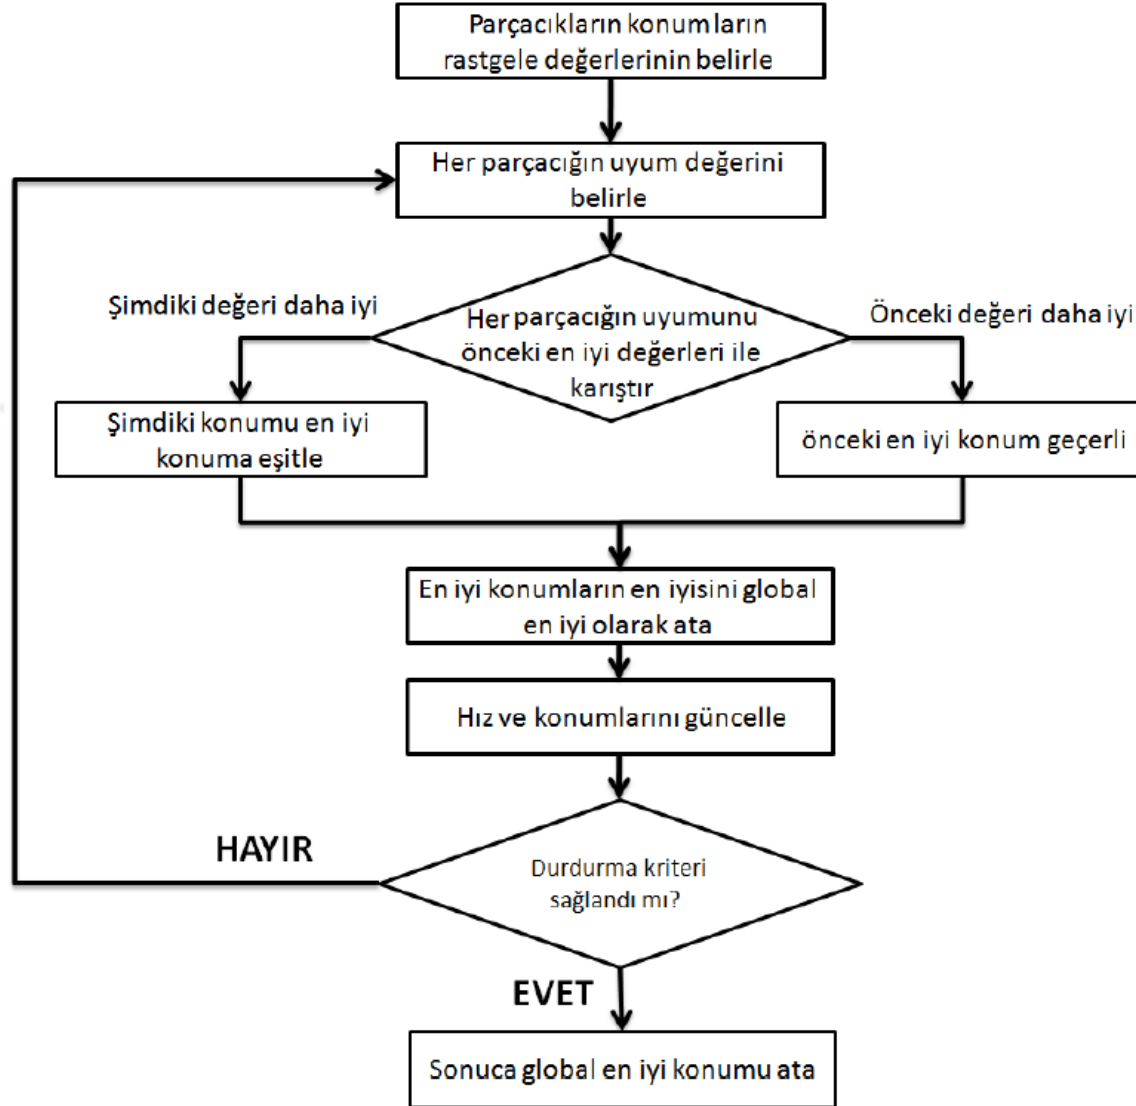 Parçacıkların konumların
rastgele değerlerinin belirle
Her parçacığın uyum değerini
belirle
Şimdiki değeri daha iyi
Önceki değeri daha iyi
Her parçacığın uyumunu
önceki en iyi değerleri ile
karıştır
Şimdiki konumu en iyi
konuma eşitle
önceki en iyi konum geçerli
En iyi konumların en iyisini global
en iyi olarak ata
Hız ve konumlarını güncelle
HAYIR
Durdurma kriteri
sağlandı mı?
EVET
Sonuca global en iyi konumu ata